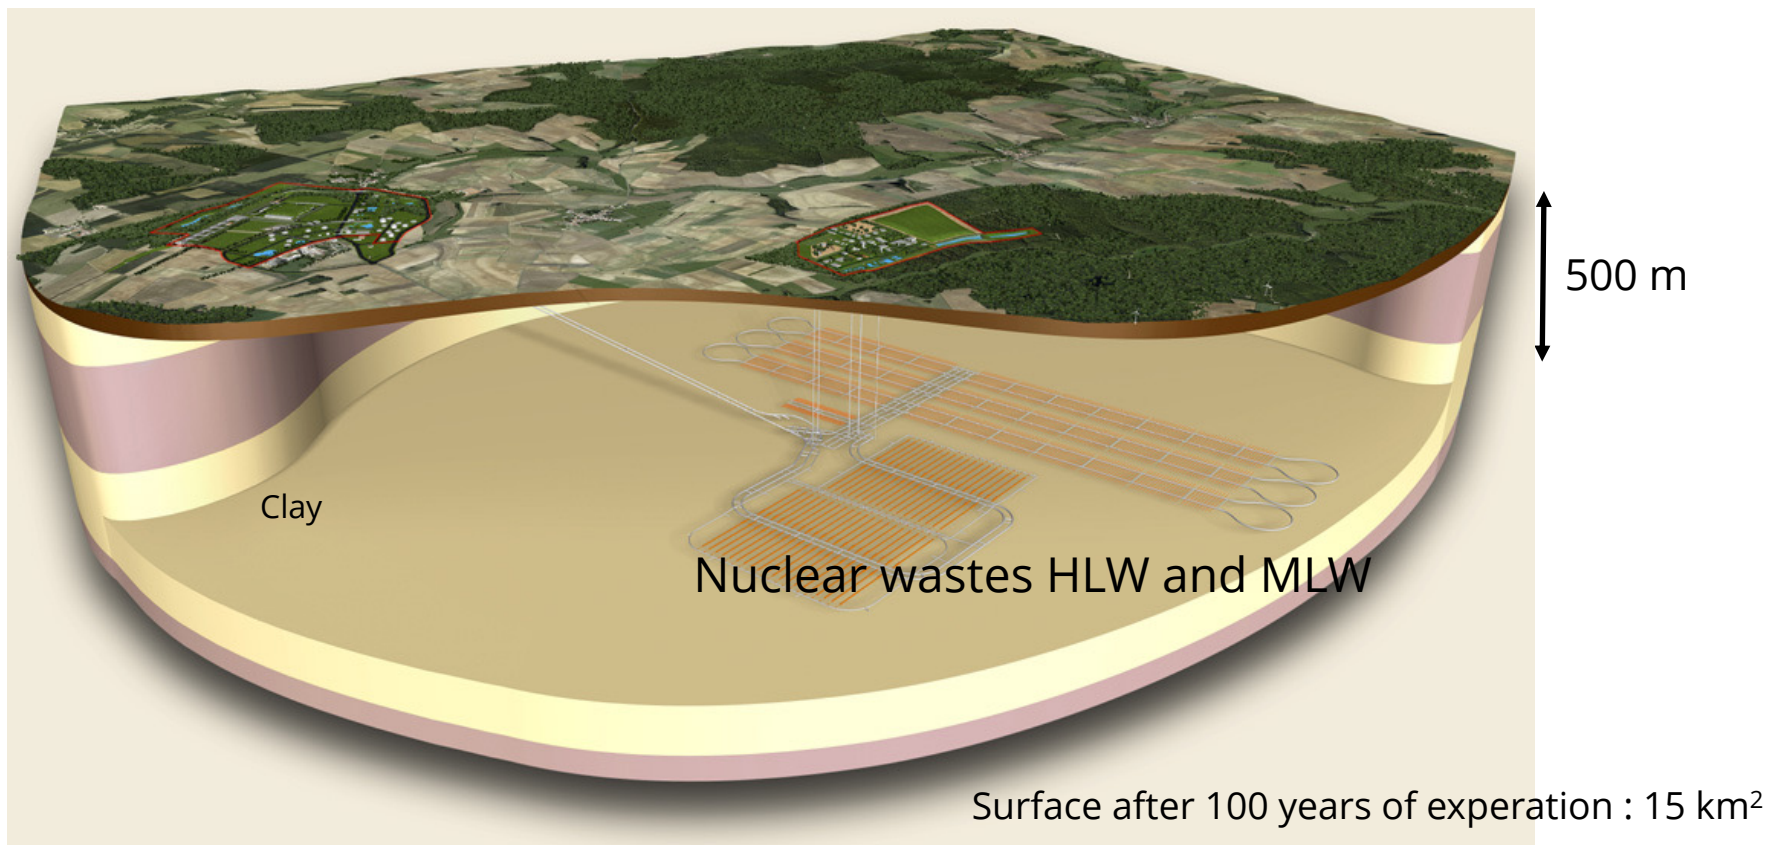 500 m
Clay
Nuclear wastes HLW and MLW
Surface after 100 years of experation : 15 km²